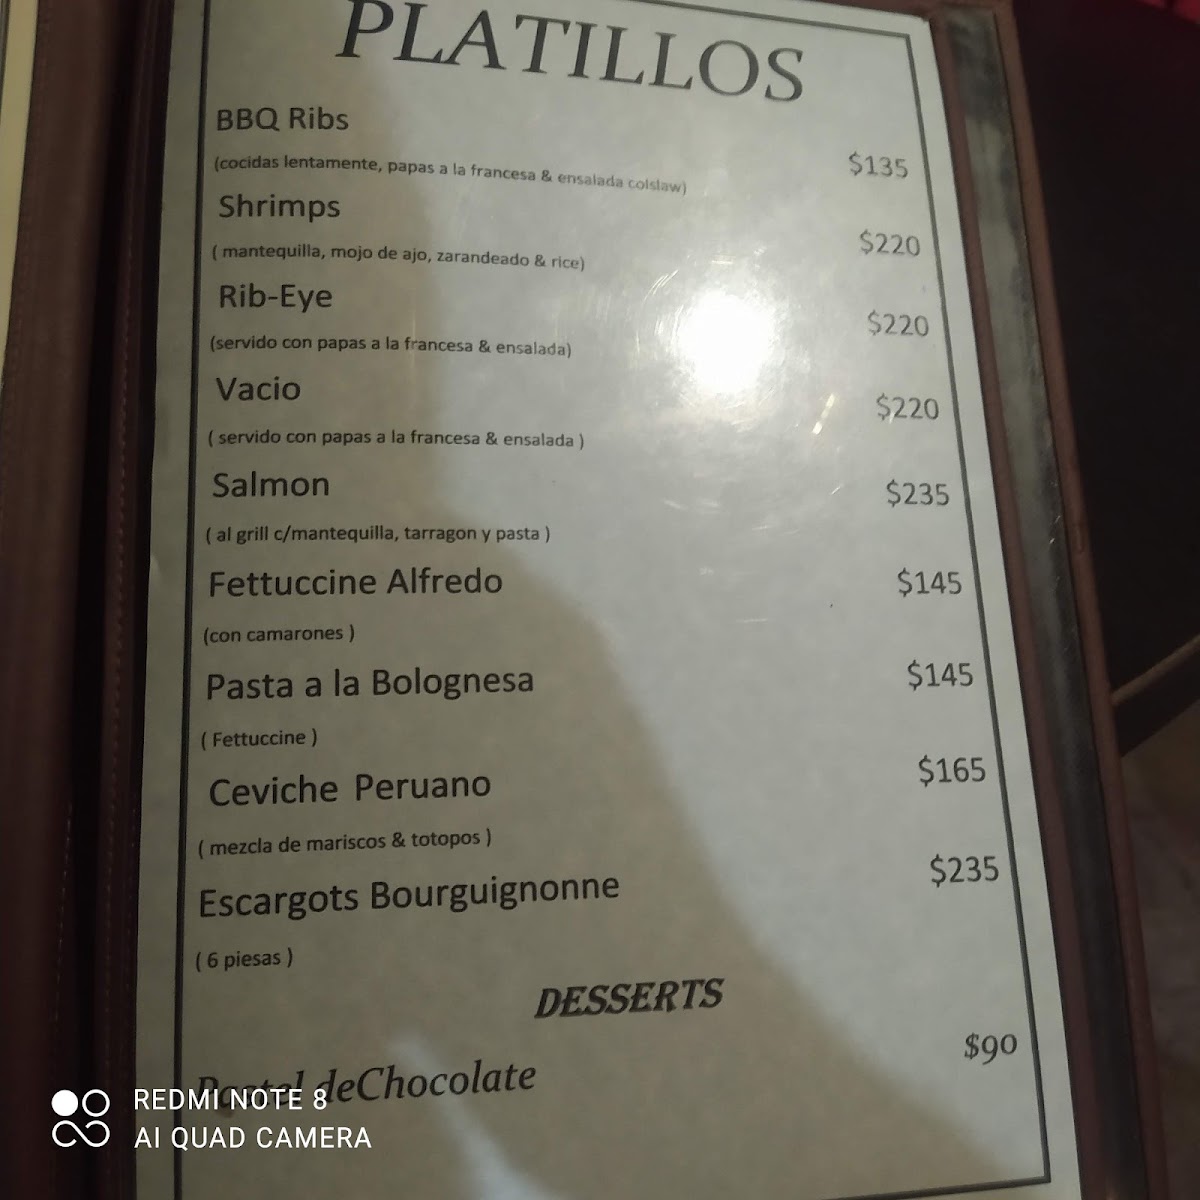 PLATILLOS
BBQ Ribs
$135
(cocidas lentamente, papas a la francesa & ensalada colslaw)
Shrimps
$220
( mantequilla, mojo de ajo, zarandeado & rice)
Rib-Eye
$220
(servido con papas a la francesa & ensalada)
Vacio
$220
( servido con papas a la francesa & ensalada )
Salmon
$235
( al grill c/mantequilla, tarragon y pasta )
Fettuccine Alfredo
$145
(con camarones )
Pasta a la Bolognesa
$145
( Fettuccine )
Ceviche Peruano
$165
( mezcla de mariscos & totopos )
Escargots Bourguignonne
$235
( 6 piesas )
DESSERTS
Pastel deChocolate
$90
REDMI NOTE 8
AI QUAD CAMERA